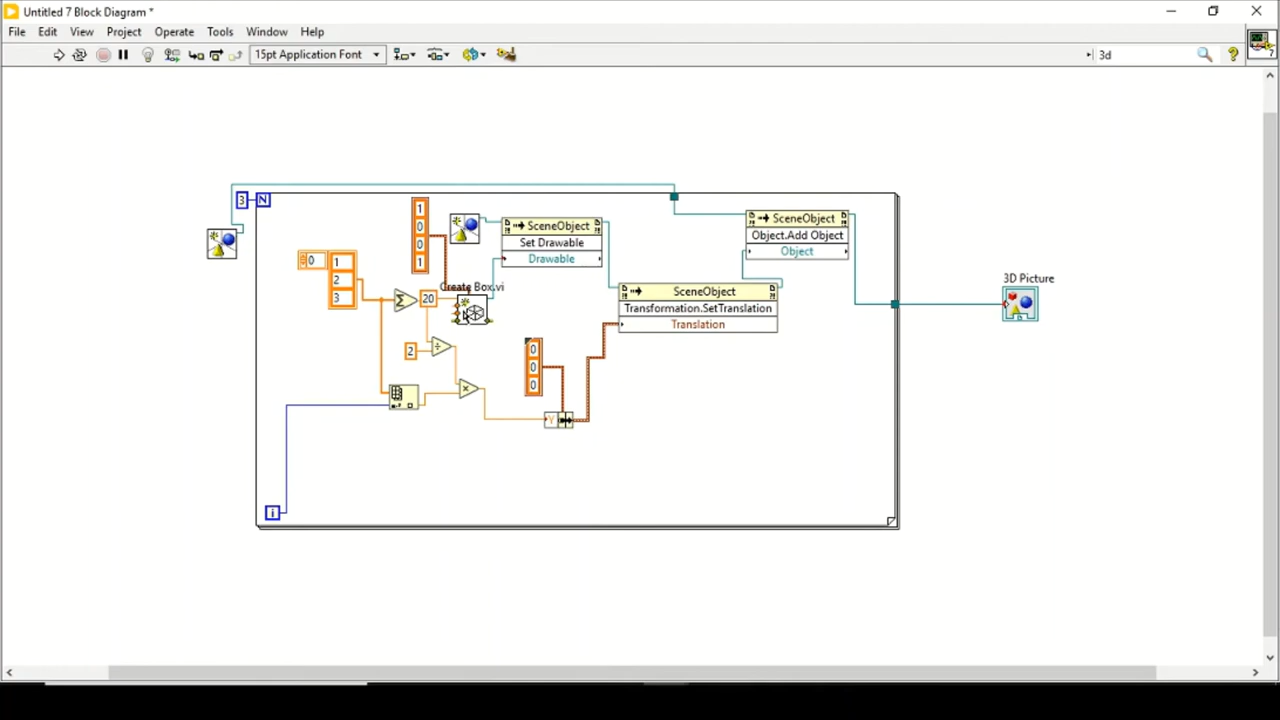 Untitled 7 Block Diagram *
File Edit View Project Operate Tools Window Help
15pt Application Font
3d
?
7
3 N
1
0
0
1
SceneObject
Set Drawable
Drawable
SceneObject
Object.Add Object
Object
0
1
2
3
3D Picture
Create Box.vi
20
SceneObject
Transformation.SetTranslation
Translation
2
0
0
0
Y
i